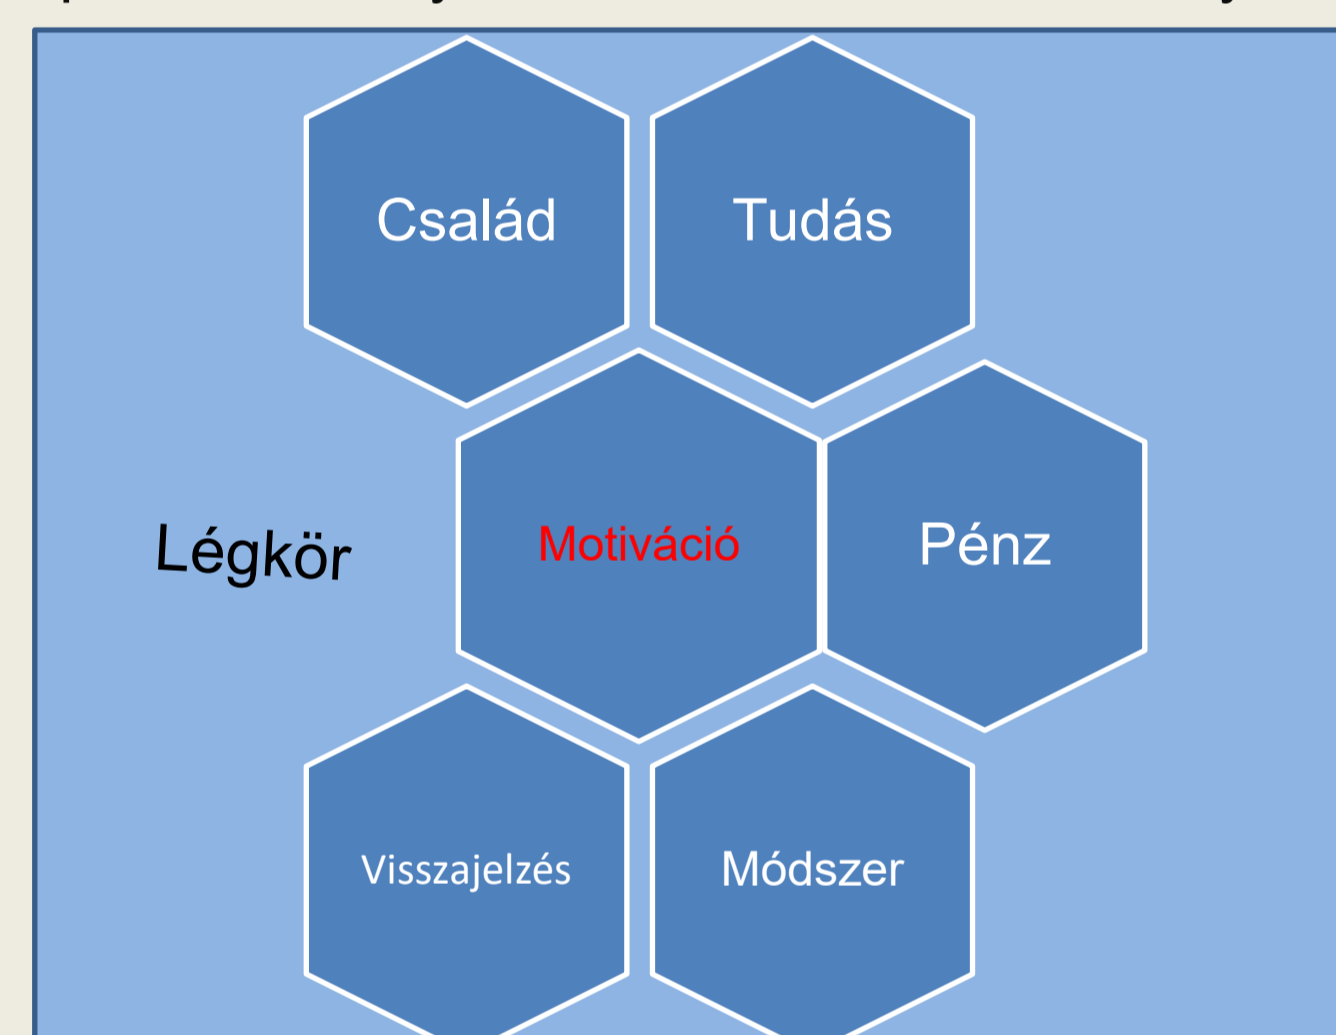 Család
Tudás
Légkör
Motiváció
Pénz
Visszajelzés
Módszer